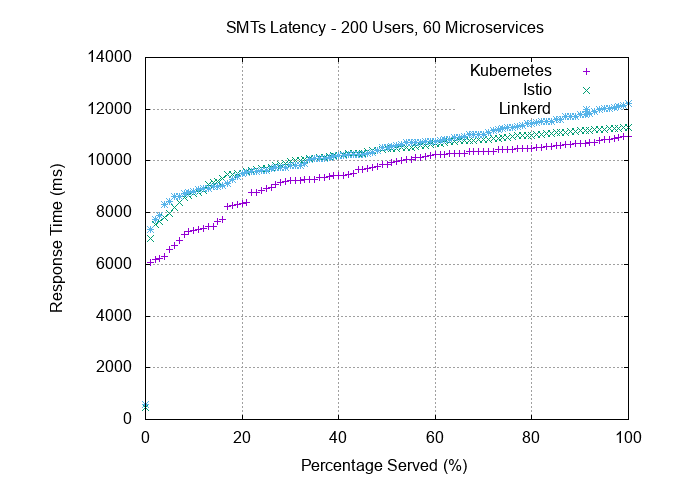 SMTs Latency - 200 Users, 60 Microservices
14000
12000
10000
8000
6000
4000
2000
0
Response Time (ms)
Kubernetes
Istio
Linkerd
0 20 40 60 80 100
Percentage Served (%)